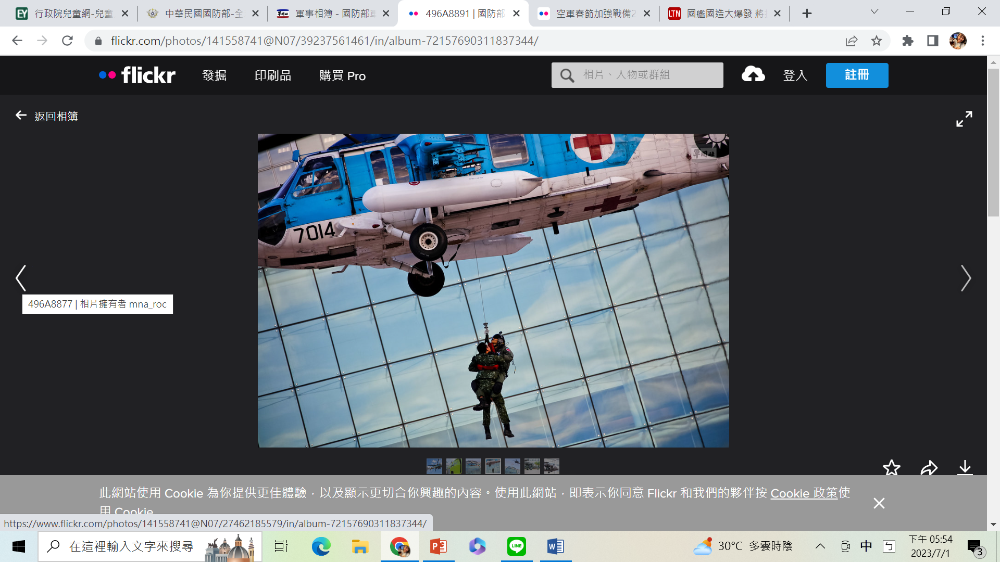 行政院兒童網-兒童
中華民國國防部-全
軍事相簿 - 國防部軍
496A8891 | 國防部
空軍春節加強戰備2
LTN 國艦國造大爆發 將
flickr.com/photos/141558741@N07/39237561461/in/album-72157690311837344/
flickr
發掘
印刷品
購買 Pro
相片、人物或群組
登入
註冊
返回相簿
軍聞社
7014
496A8877 | 相片擁有者 mna_roc
此網站使用 Cookie 為你提供更佳體驗，以及顯示更切合你興趣的內容。使用此網站，即表示你同意 Flickr 和我們的夥伴按 Cookie 政策使
用 Cookie
https://www.flickr.com/photos/141558741@N07/27462185579/in/album-72157690311837344/
在這裡輸入文字來搜尋
LINE
30°C 多雲時陰
中
ㄅ
下午 05:54
2023/7/1
3